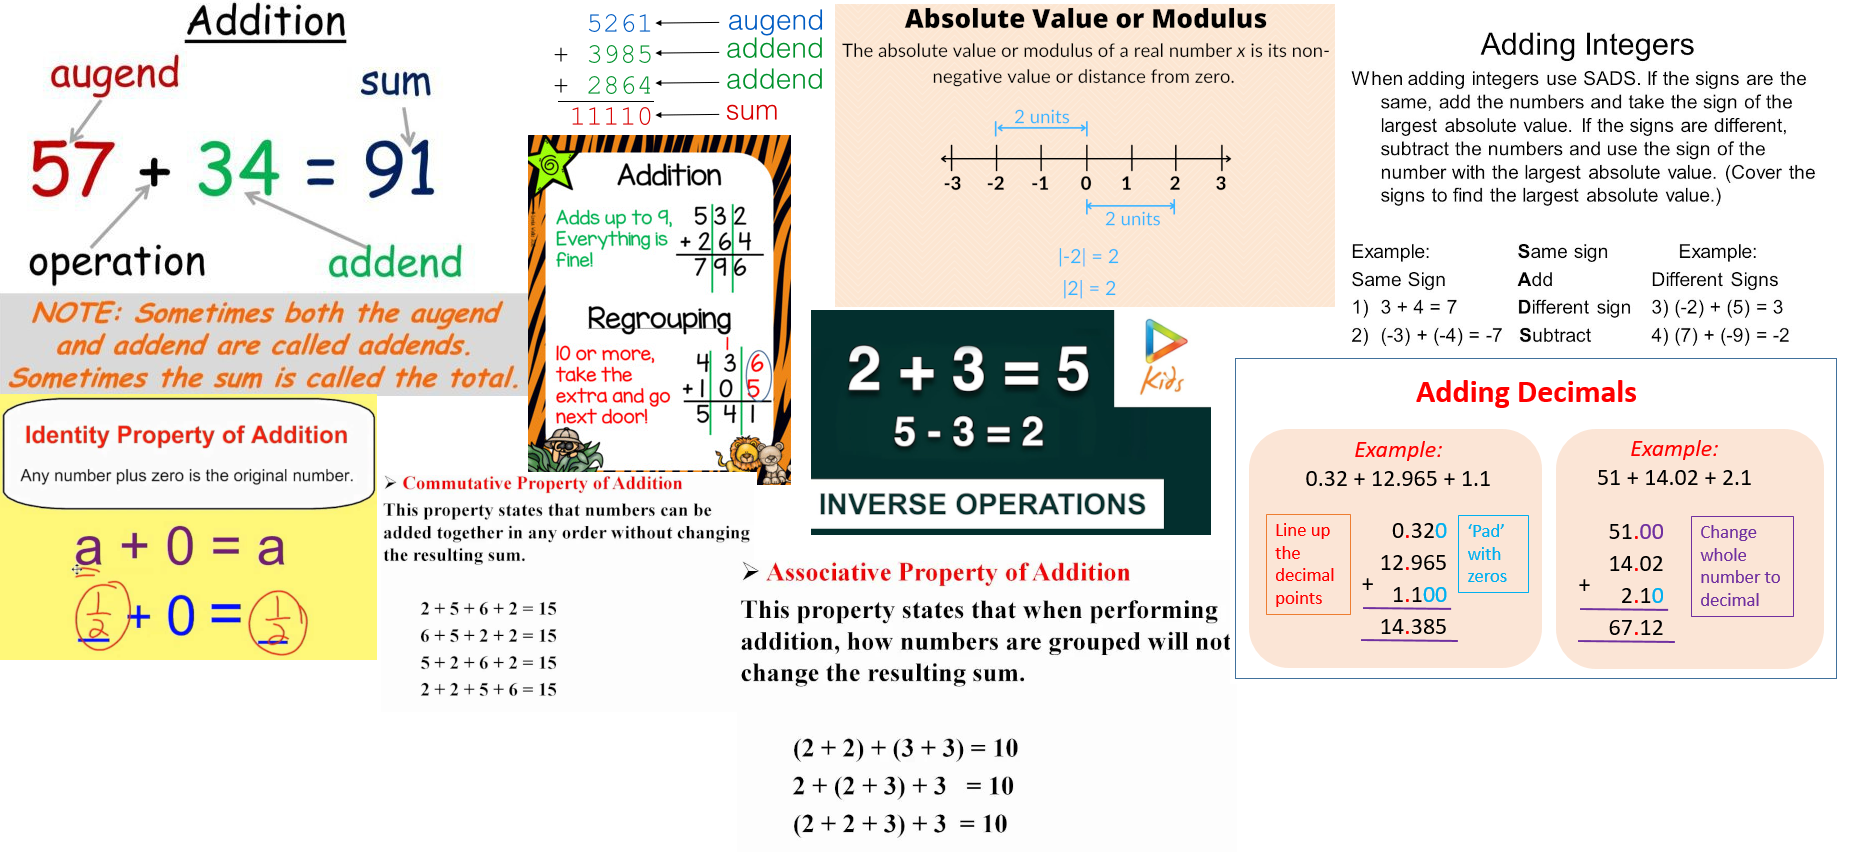 Addition
augend
sum
57 + 34 = 91
operation
addend
NOTE: Sometimes both the augend
and addend are called addends.
Sometimes the sum is called the total.
Identity Property of Addition
Any number plus zero is the original number.
a + 0 = a
1/2 + 0 = 1/2
5261 augend
+ 3985 addend
+ 2864 addend
11110 sum
Addition
Adds up to 9,
Everything is
fine!
532
+ 264
796
Regrouping
10 or more,
take the
extra and go
next door!
1
4 3 6
+1 0 5
5 4 1
➢ Commutative Property of Addition
This property states that numbers can be
added together in any order without changing
the resulting sum.
2 + 5 + 6 + 2 = 15
6 + 5 + 2 + 2 = 15
5 + 2 + 6 + 2 = 15
2 + 2 + 5 + 6 = 15
Absolute Value or Modulus
The absolute value or modulus of a real number x is its non-
negative value or distance from zero.
2 units
-3 -2 -1 0 1 2 3
2 units
|-2| = 2
|2| = 2
2 + 3 = 5
5 - 3 = 2
INVERSE OPERATIONS
Kids
➢ Associative Property of Addition
This property states that when performing
addition, how numbers are grouped will not
change the resulting sum.
(2 + 2) + (3 + 3) = 10
2 + (2 + 3) + 3 = 10
(2 + 2 + 3) + 3 = 10
Adding Integers
When adding integers use SADS. If the signs are the
same, add the numbers and take the sign of the
largest absolute value. If the signs are different,
subtract the numbers and use the sign of the
number with the largest absolute value. (Cover the
signs to find the largest absolute value.)
Example:
Same Sign
1) 3 + 4 = 7
2) (-3) + (-4) = -7
Same sign
Add
Different sign
Subtract
Example:
Different Signs
3) (-2) + (5) = 3
4) (7) + (-9) = -2
Adding Decimals
Example:
0.32 + 12.965 + 1.1
Line up
the
decimal
points
0.320
12.965
+ 1.100
14.385
'Pad'
with
zeros
Example:
51 + 14.02 + 2.1
51.00
14.02
+ 2.10
67.12
Change
whole
number to
decimal